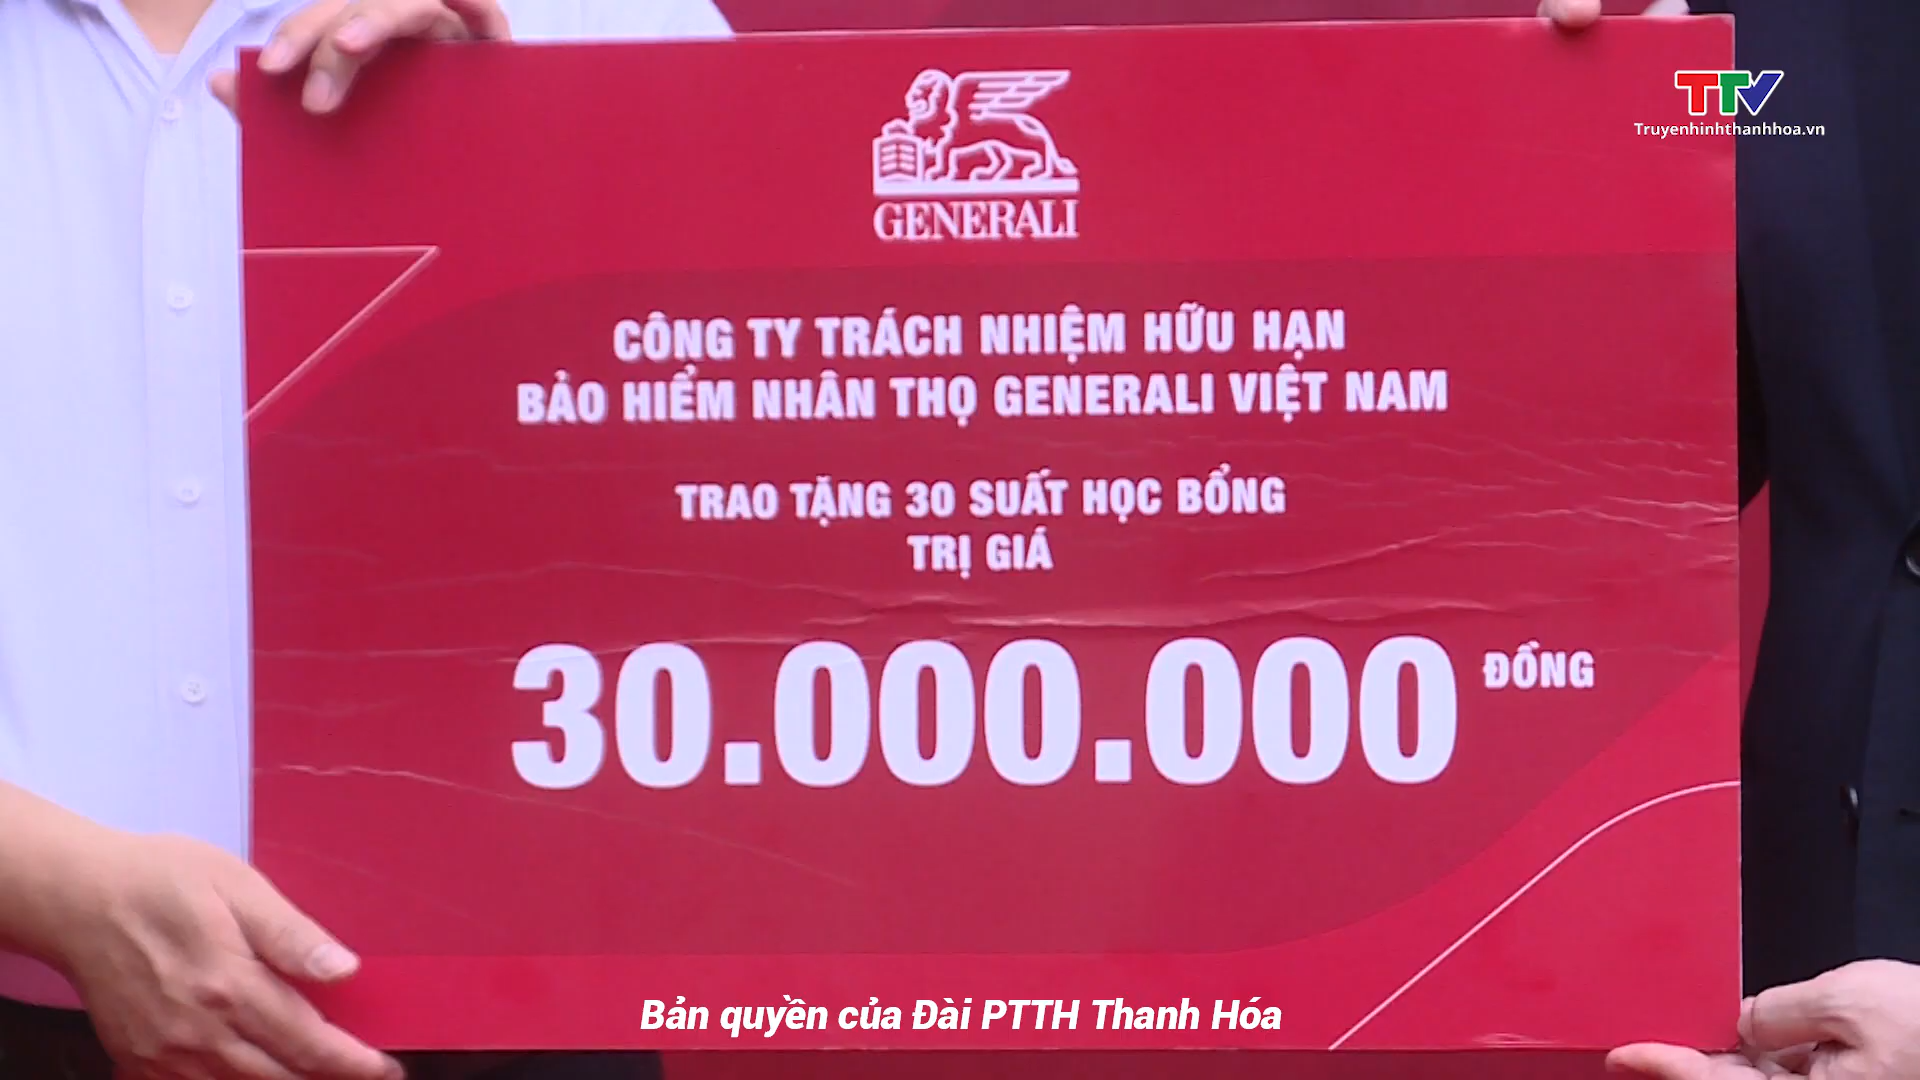 TTV
Truyenhinhthanhhoa.vn
GENERALI
CÔNG TY TRÁCH NHIỆM HỮU HẠN
BẢO HIỂM NHÂN THỌ GENERALI VIỆT NAM
TRAO TẶNG 30 SUẤT HỌC BỔNG
TRỊ GIÁ
30.000.000 ĐỒNG
Bản quyền của Đài PTTH Thanh Hóa